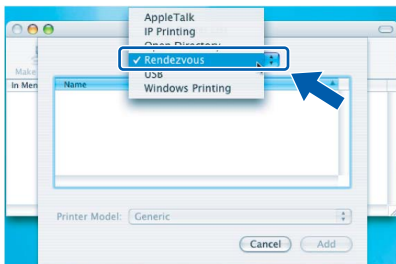 AppleTalk
IP Printing
Open Directory
✓ Rendezvous
USB
Windows Printing
Make
In Men
Name
Printer Model: Generic
Cancel Add